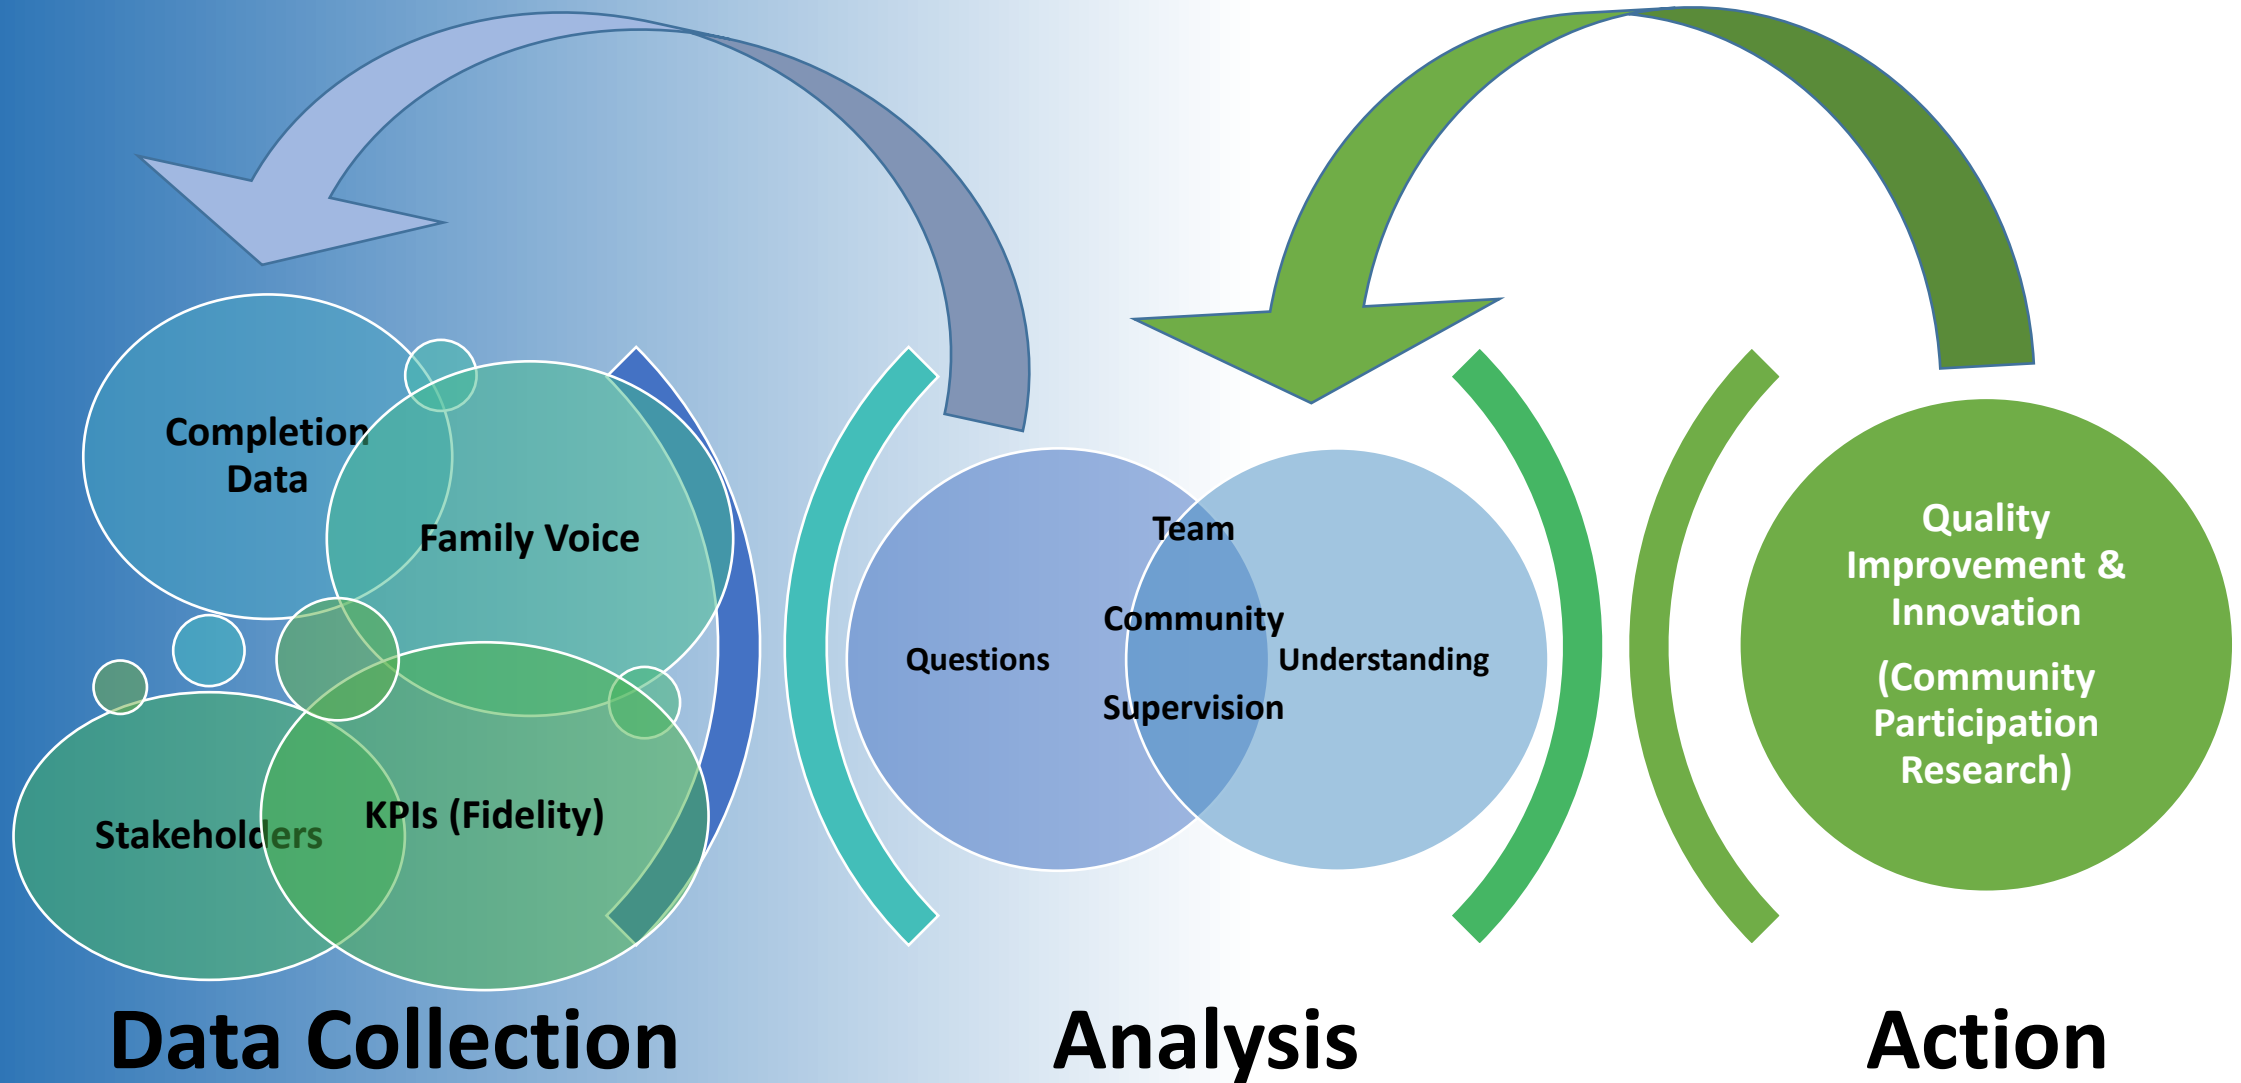 Completion
Data
Family Voice
Stakeholders
KPIs (Fidelity)
Questions
Team
Community
Supervision
Understanding
Quality
Improvement &
Innovation
(Community
Participation
Research)
Data Collection
Analysis
Action